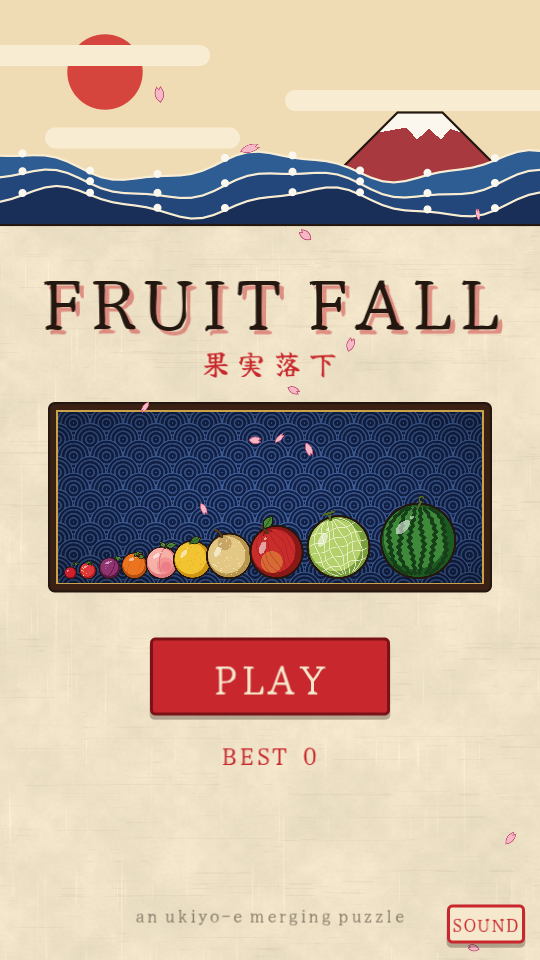 FRUIT FALL
果実落下
PLAY
BEST 0
an ukiyo-e merging puzzle
SOUND